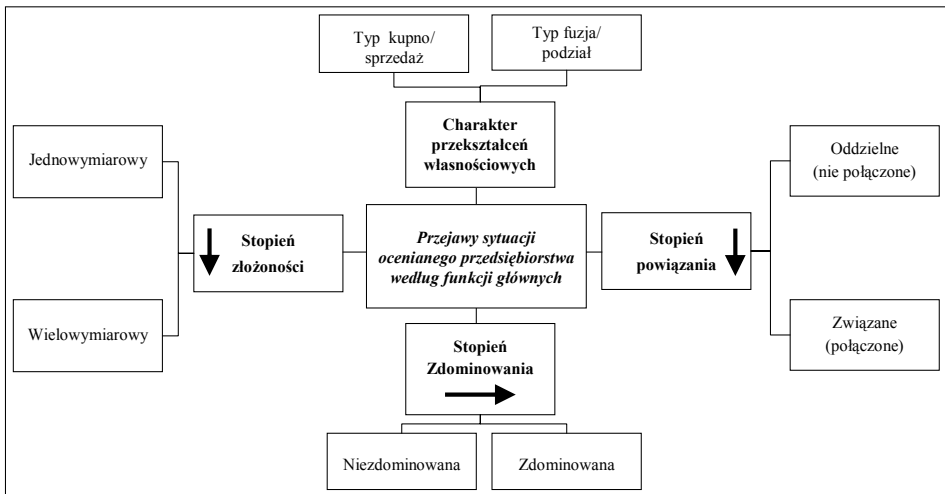 Typ kupno/
sprzedaż
Typ fuzja/
podział
Charakter
przekształceń
własnościowych
Jednowymiarowy
Oddzielne
(nie połączone)
Stopień
złożoności
Przejawy sytuacji
ocenianego przedsiębiorstwa
według funkcji głównych
Stopień
powiązania
Wielowymiarowy
Związane
(połączone)
Stopień
Zdominowania
Niezdominowana
Zdominowana